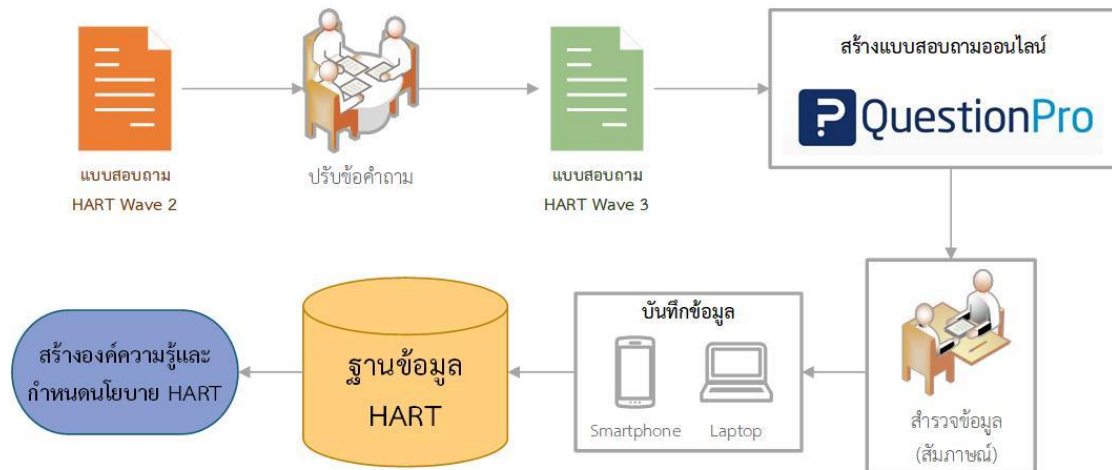 แบบสอบถาม
HART Wave 2
ปรับข้อคำถาม
แบบสอบถาม
HART Wave 3
สร้างแบบสอบถามออนไลน์
? QuestionPro
สำรวจข้อมูล
(สัมภาษณ์)
บันทึกข้อมูล
Smartphone
Laptop
ฐานข้อมูล
HART
สร้างองค์ความรู้และ
กำหนดนโยบาย HART